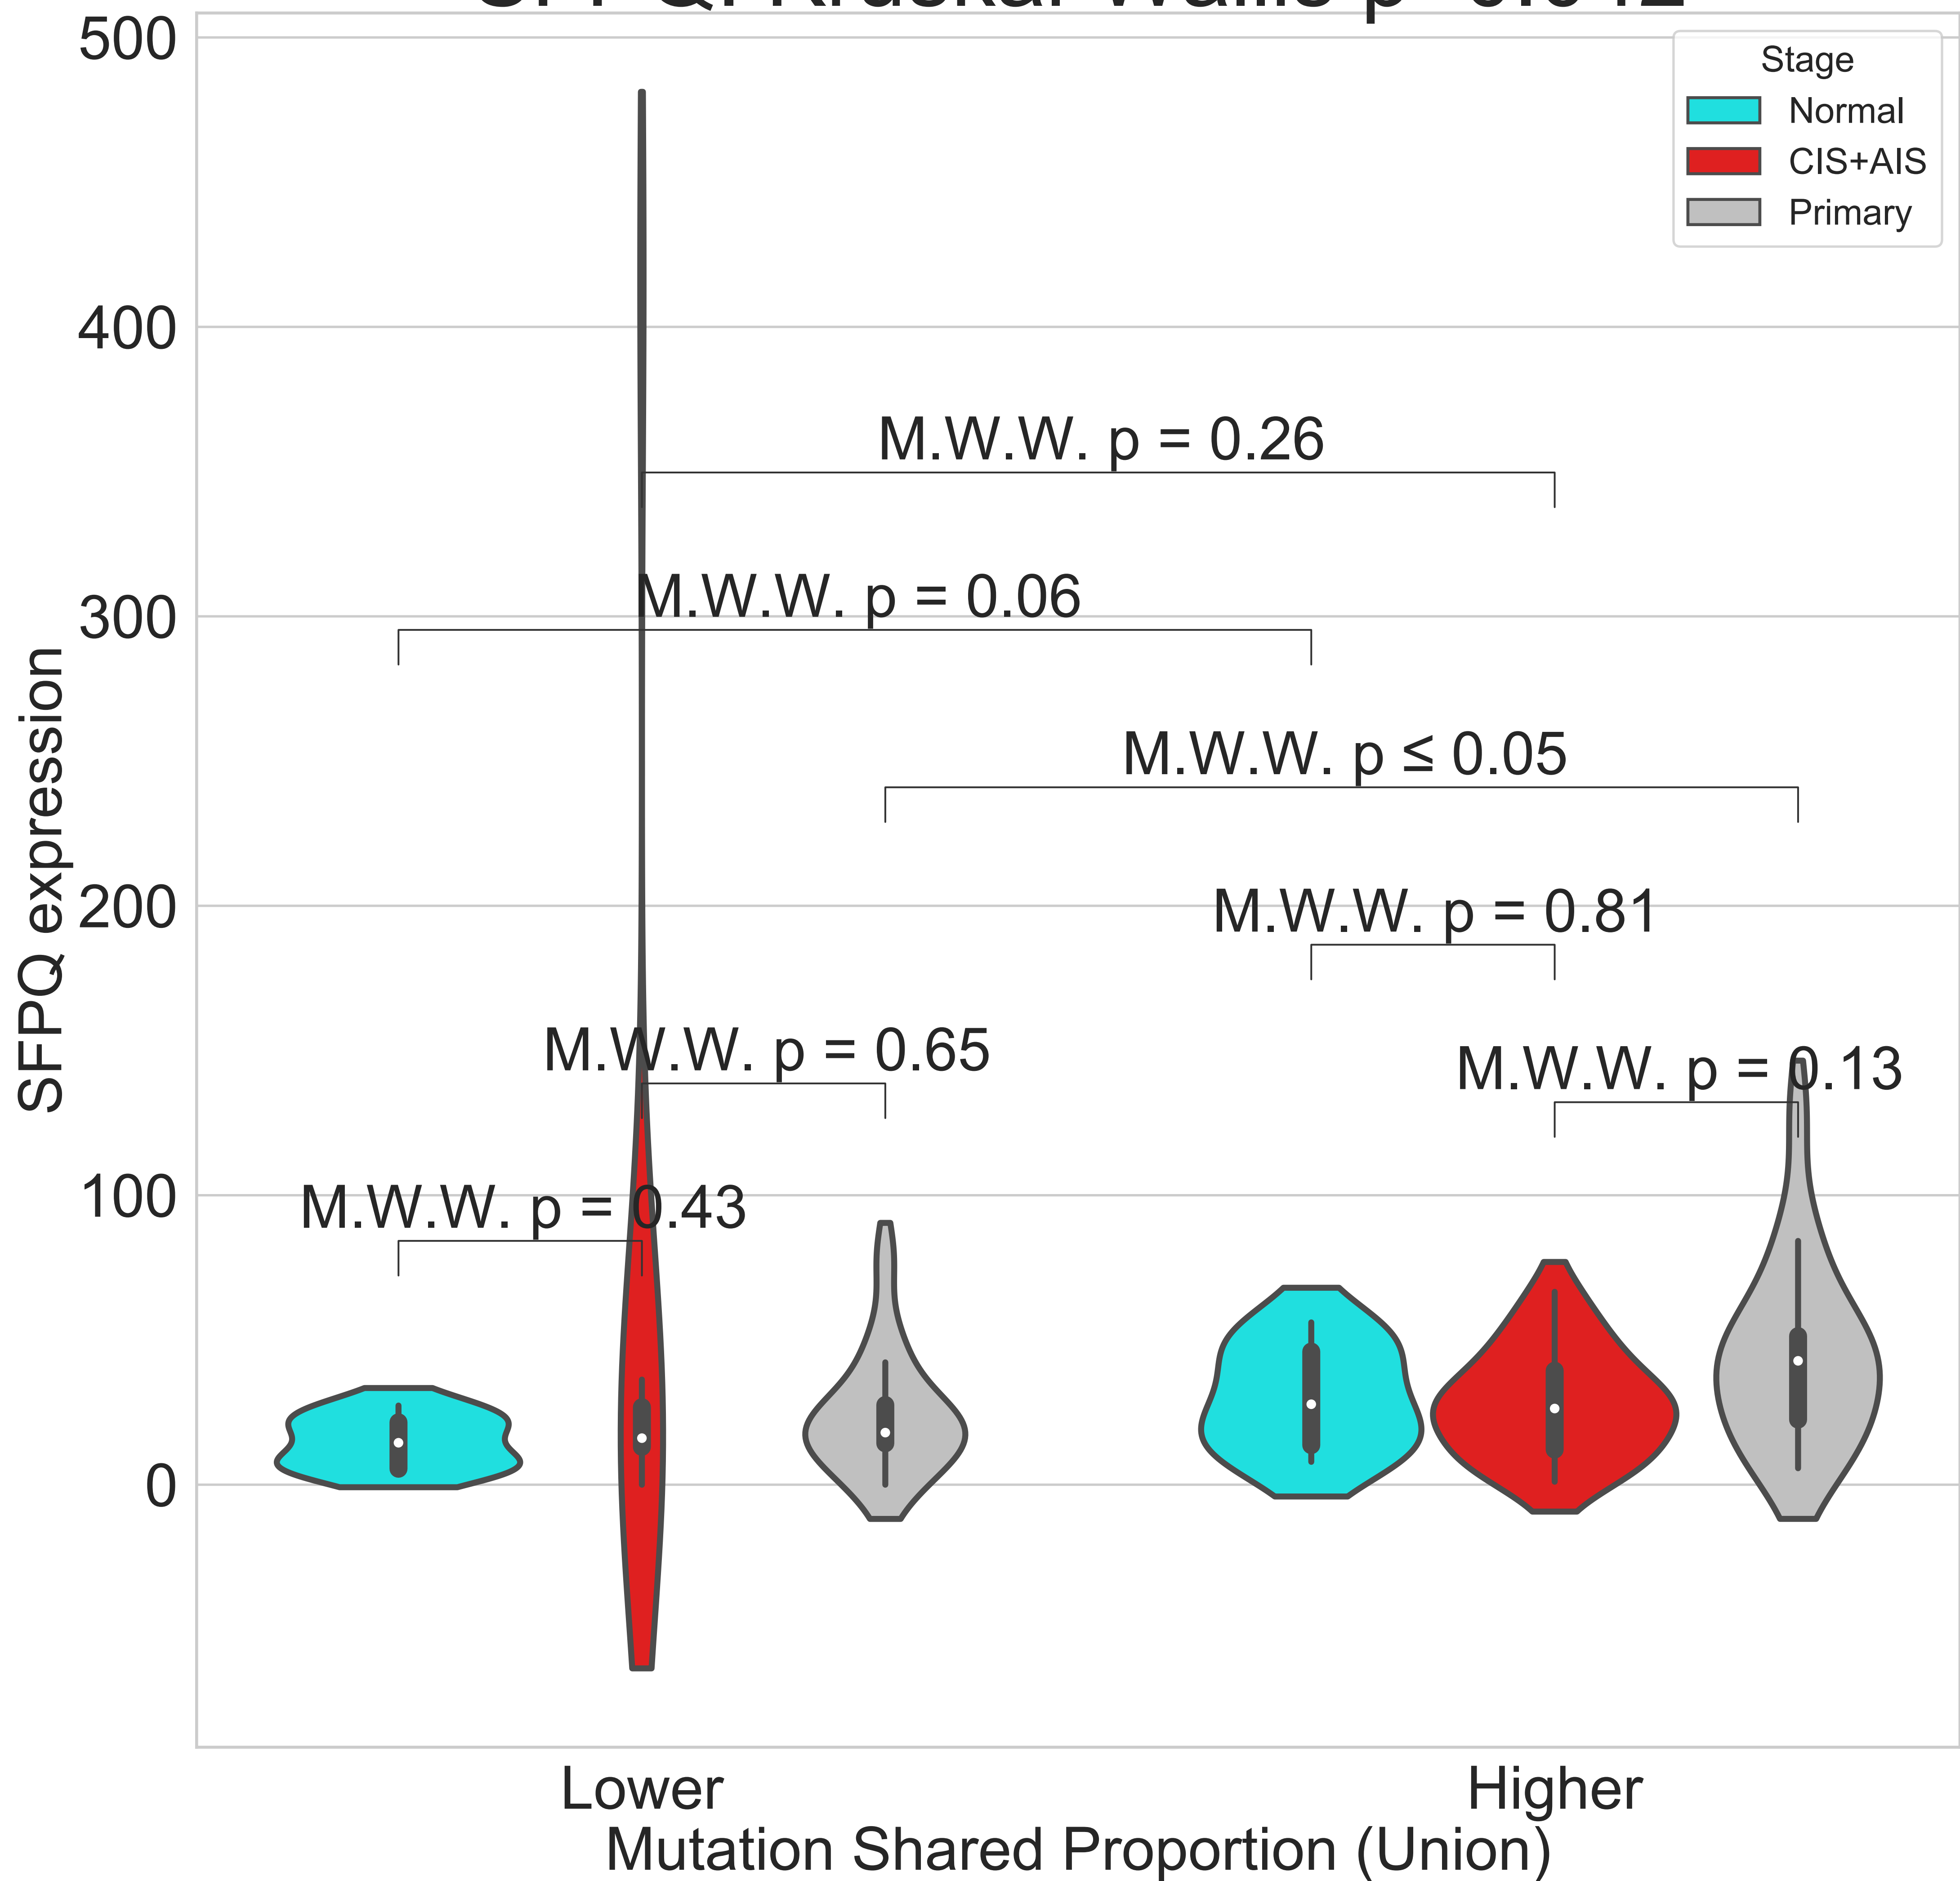 500
400
300
200
100
0
SFPQ expression
Stage
Normal
CIS+AIS
Primary
M.W.W. p = 0.26
M.W.W. p = 0.06
M.W.W. p ≤ 0.05
M.W.W. p = 0.81
M.W.W. p = 0.65
M.W.W. p = 0.13
M.W.W. p = 0.43
Lower
Higher
Mutation Shared Proportion (Union)